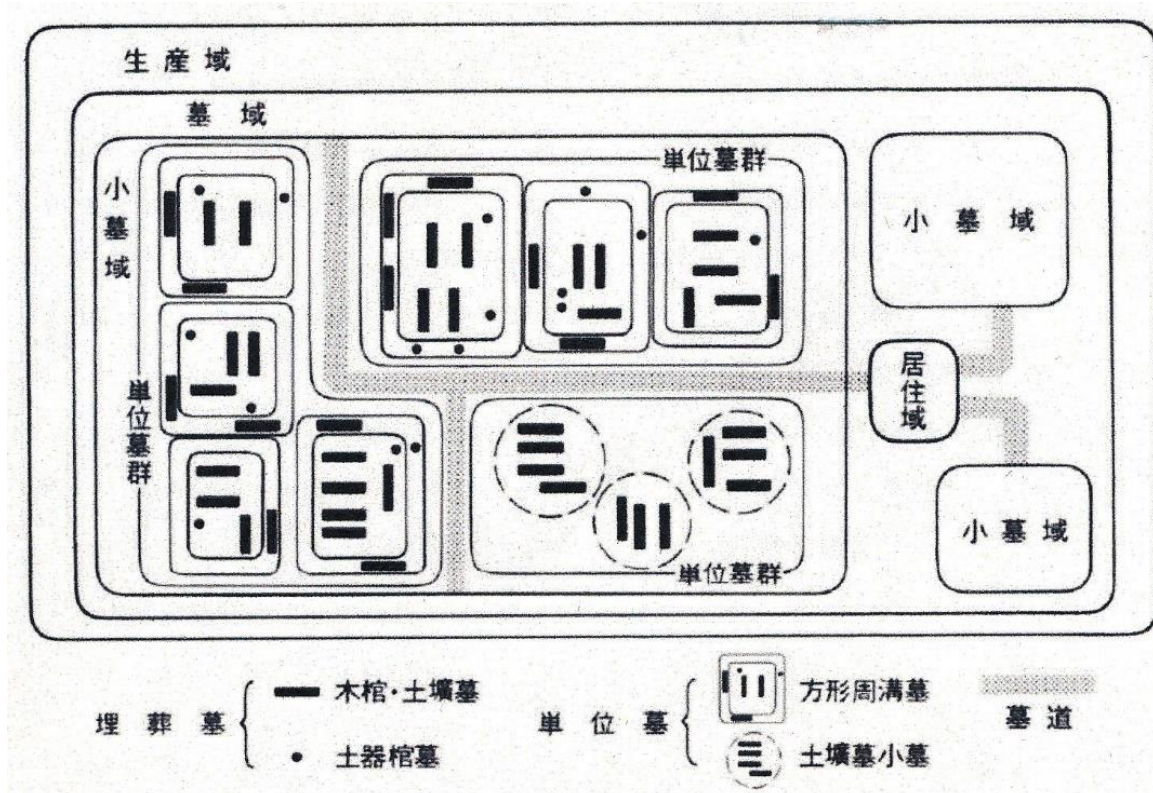 生産域
墓域
小墓域
単位墓群
小墓域
居住域
単位墓群
小墓域
単位墓群
埋葬墓
木棺・土壙墓
土器棺墓
単位墓
方形周溝墓
土壙墓小墓
墓道